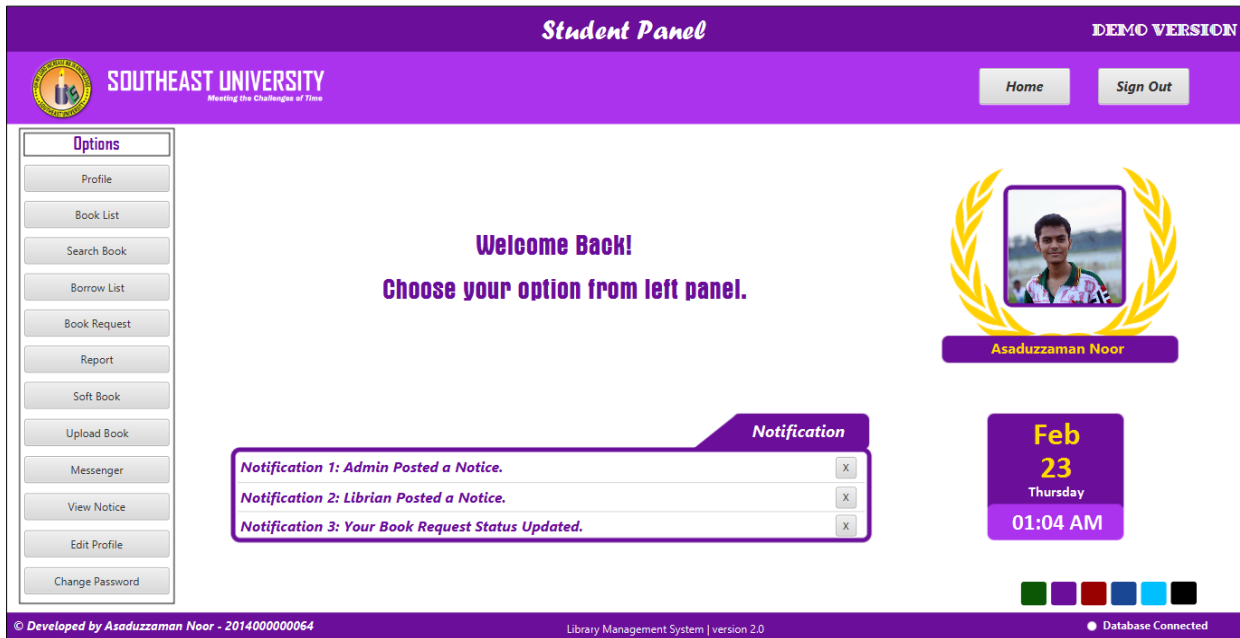 Student Panel
DEMO VERSION
SOUTHEAST UNIVERSITY
Meeting the Challenges of Time
Home
Sign Out
Options
Profile
Book List
Search Book
Borrow List
Book Request
Report
Soft Book
Upload Book
Messenger
View Notice
Edit Profile
Change Password
Welcome Back!
Choose your option from left panel.
Asaduzzaman Noor
Notification
Notification 1: Admin Posted a Notice.
X
Notification 2: Librian Posted a Notice.
X
Notification 3: Your Book Request Status Updated.
X
Feb
23
Thursday
01:04 AM
© Developed by Asaduzzaman Noor - 2014000000064
Library Management System | version 2.0
Database Connected